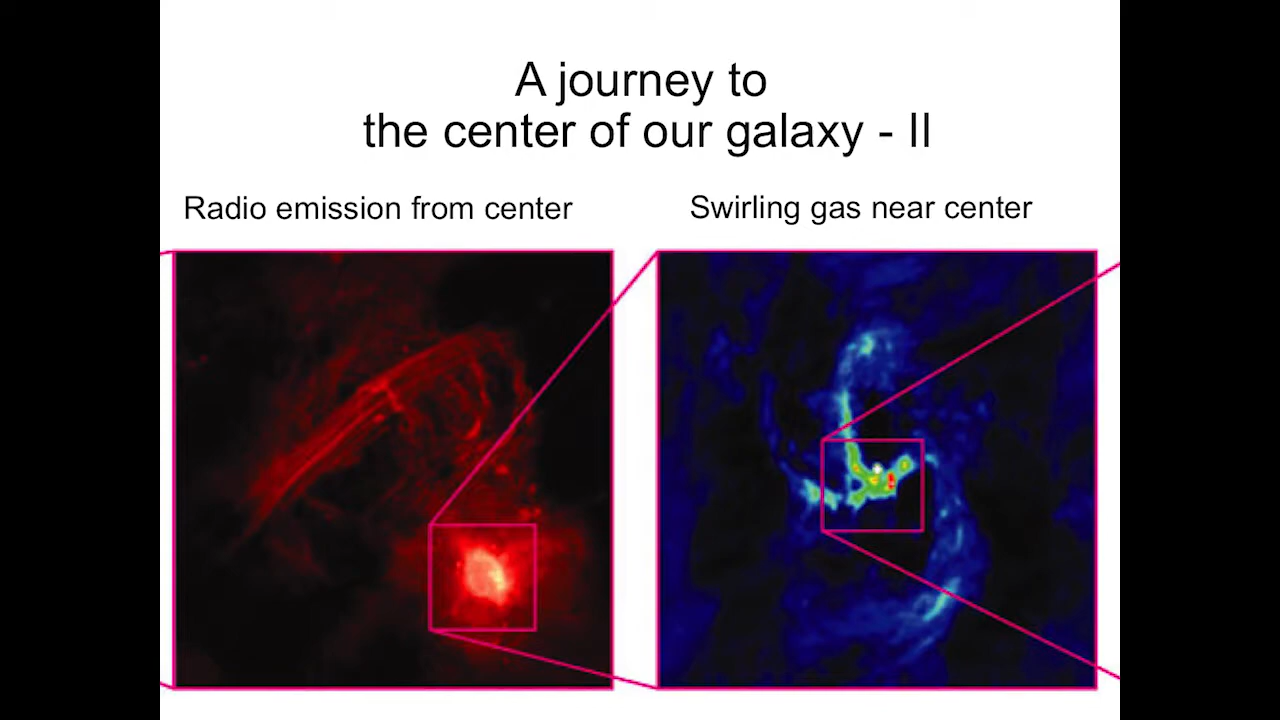 A journey to
the center of our galaxy - II
Radio emission from center
Swirling gas near center